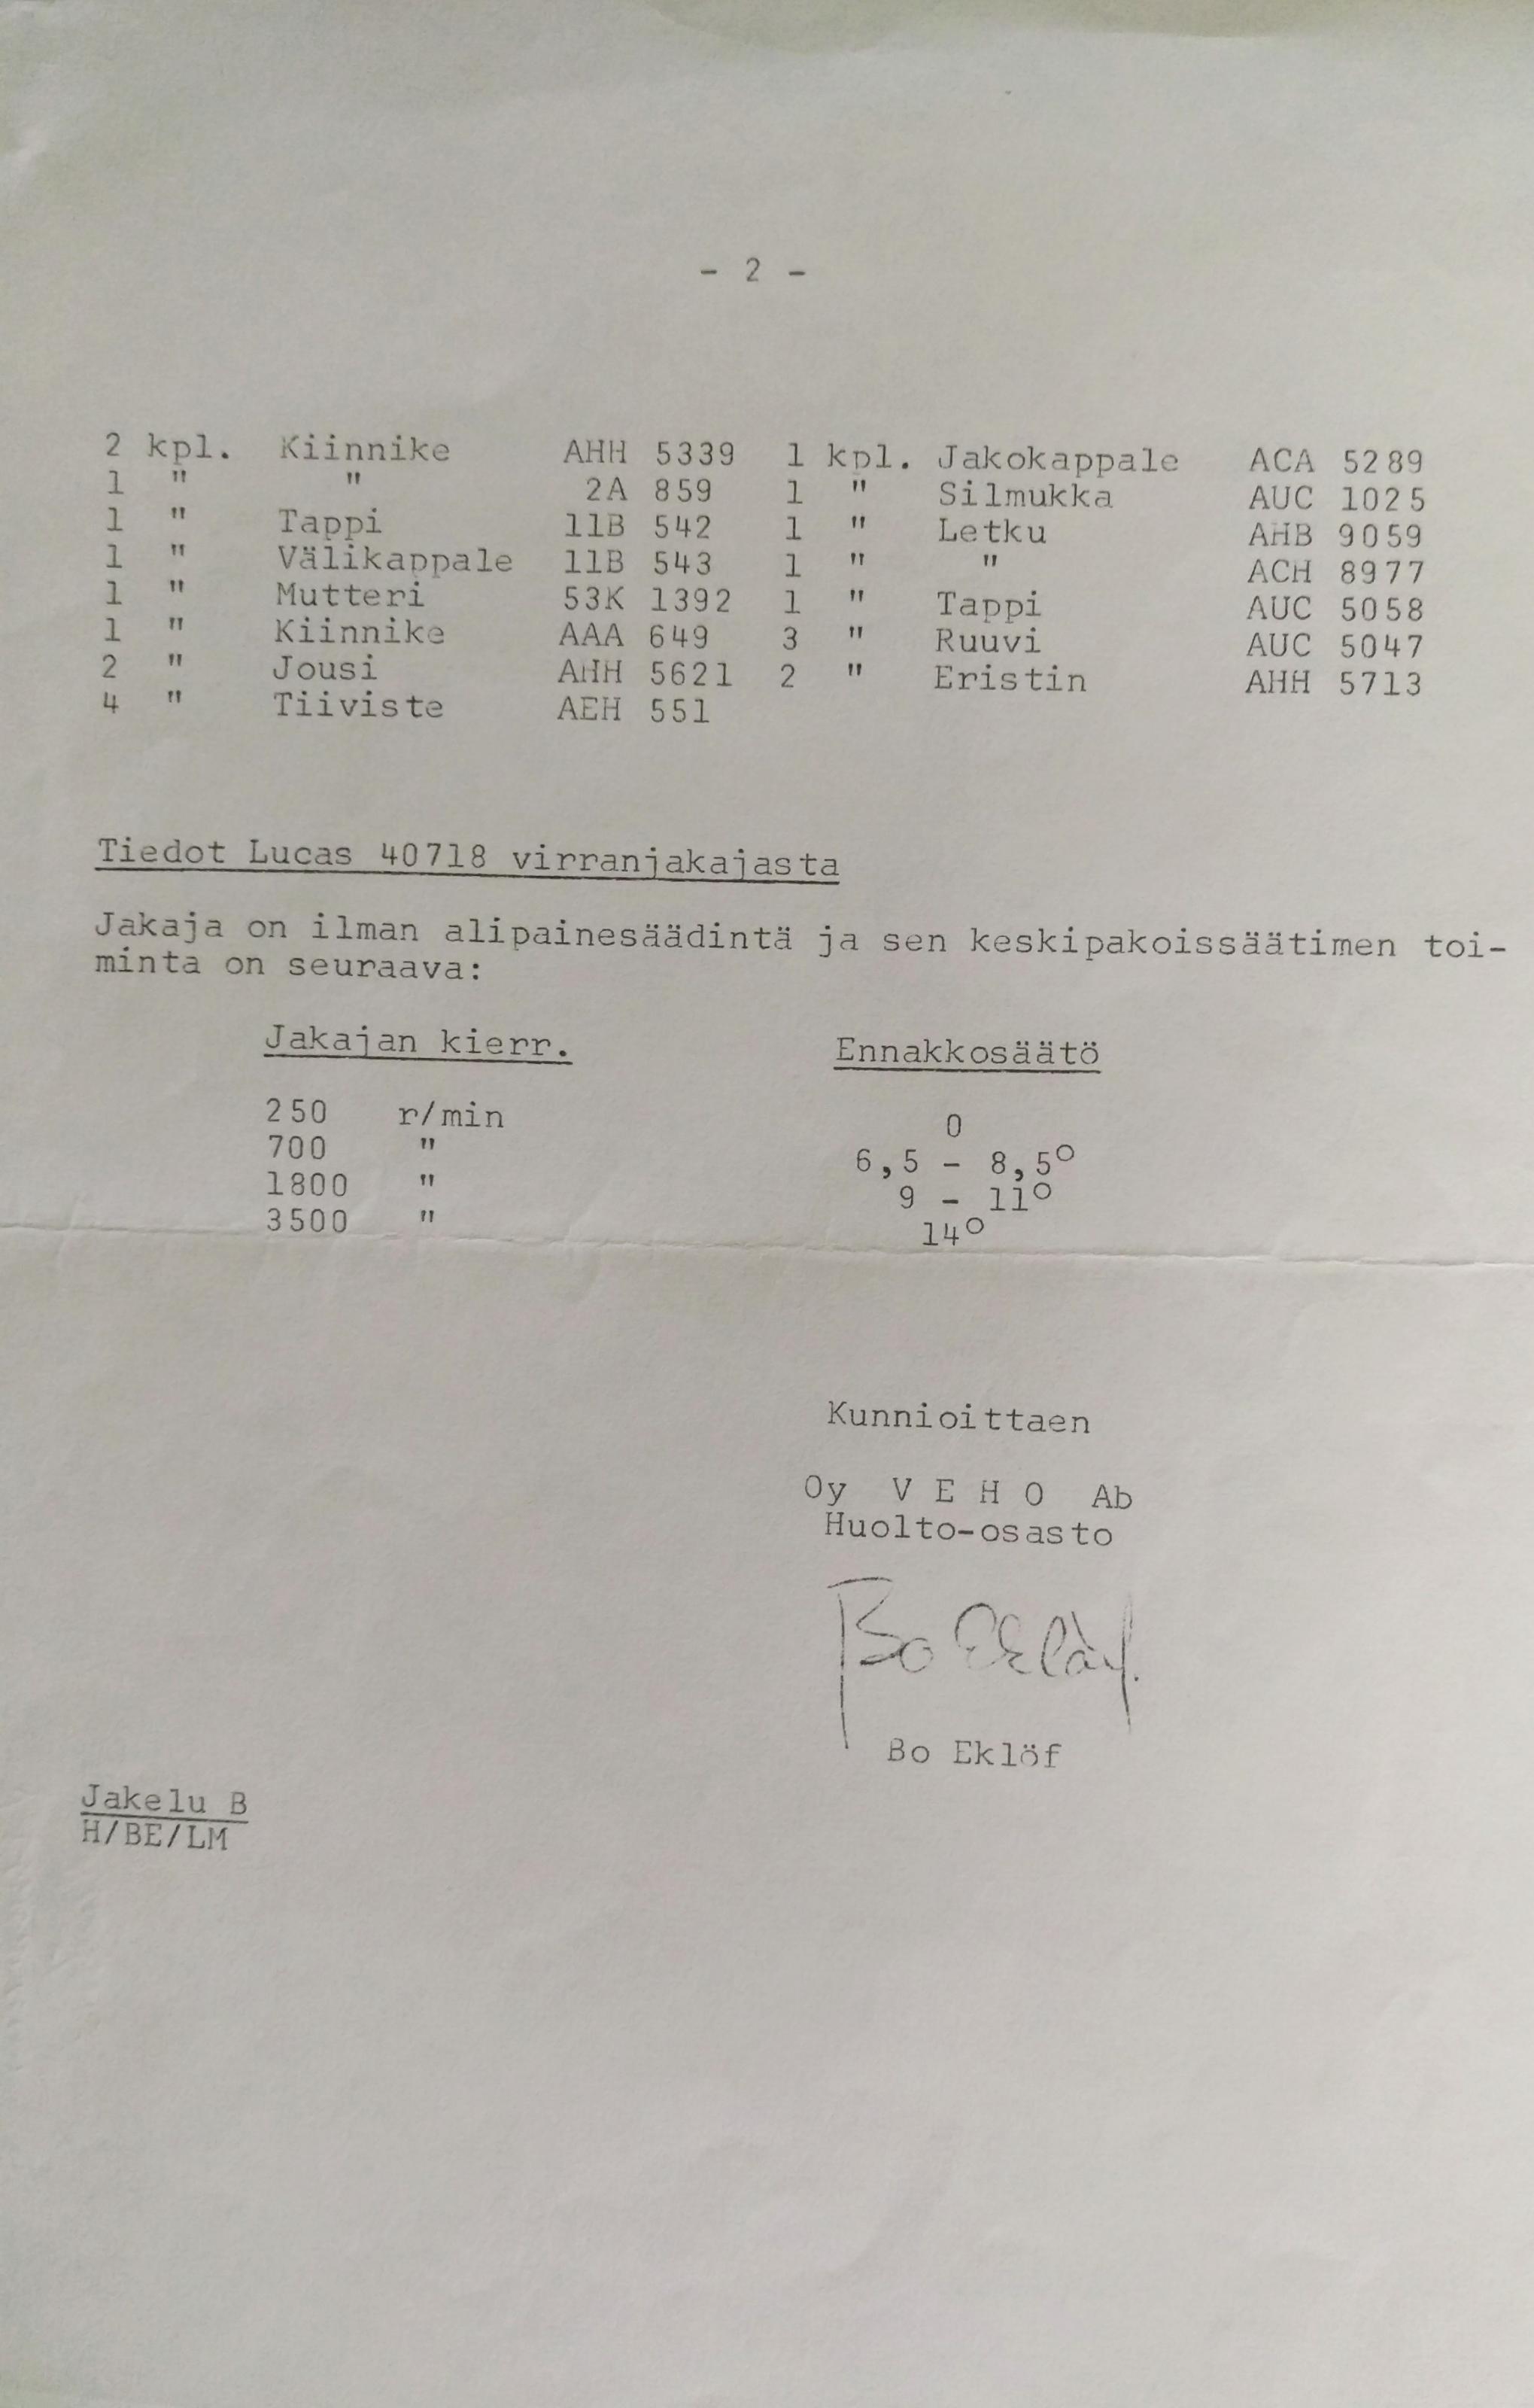 - 2 -
2 kpl. Kiinnike AHH 5339 1 kpl. Jakokappale ACA 5289
1 " " 2A 859 1 " Silmukka AUC 1025
1 " Tappi 11B 542 1 " Letku AHB 9059
1 " Välikappale 11B 543 1 " " ACH 8977
1 " Mutteri 53K 1392 1 " Tappi AUC 5058
1 " Kiinnike AAA 649 3 " Ruuvi AUC 5047
2 " Jousi AHH 5621 2 " Eristin AHH 5713
4 " Tiiviste AEH 551
Tiedot Lucas 40718 virranjakajasta
Jakaja on ilman alipainesäädintä ja sen keskipakoissäätimen toi-
minta on seuraava:
Jakajan kierr. Ennakkosäätö
250 r/min 0
700 " 6,5 - 8,5°
1800 " 9 - 11°
3500 " 14°
Kunnioittaen
Oy V E H O Ab
Huolto-osasto
Bo Eklöf.
Bo Eklöf
Jakelu B
H/BE/LM